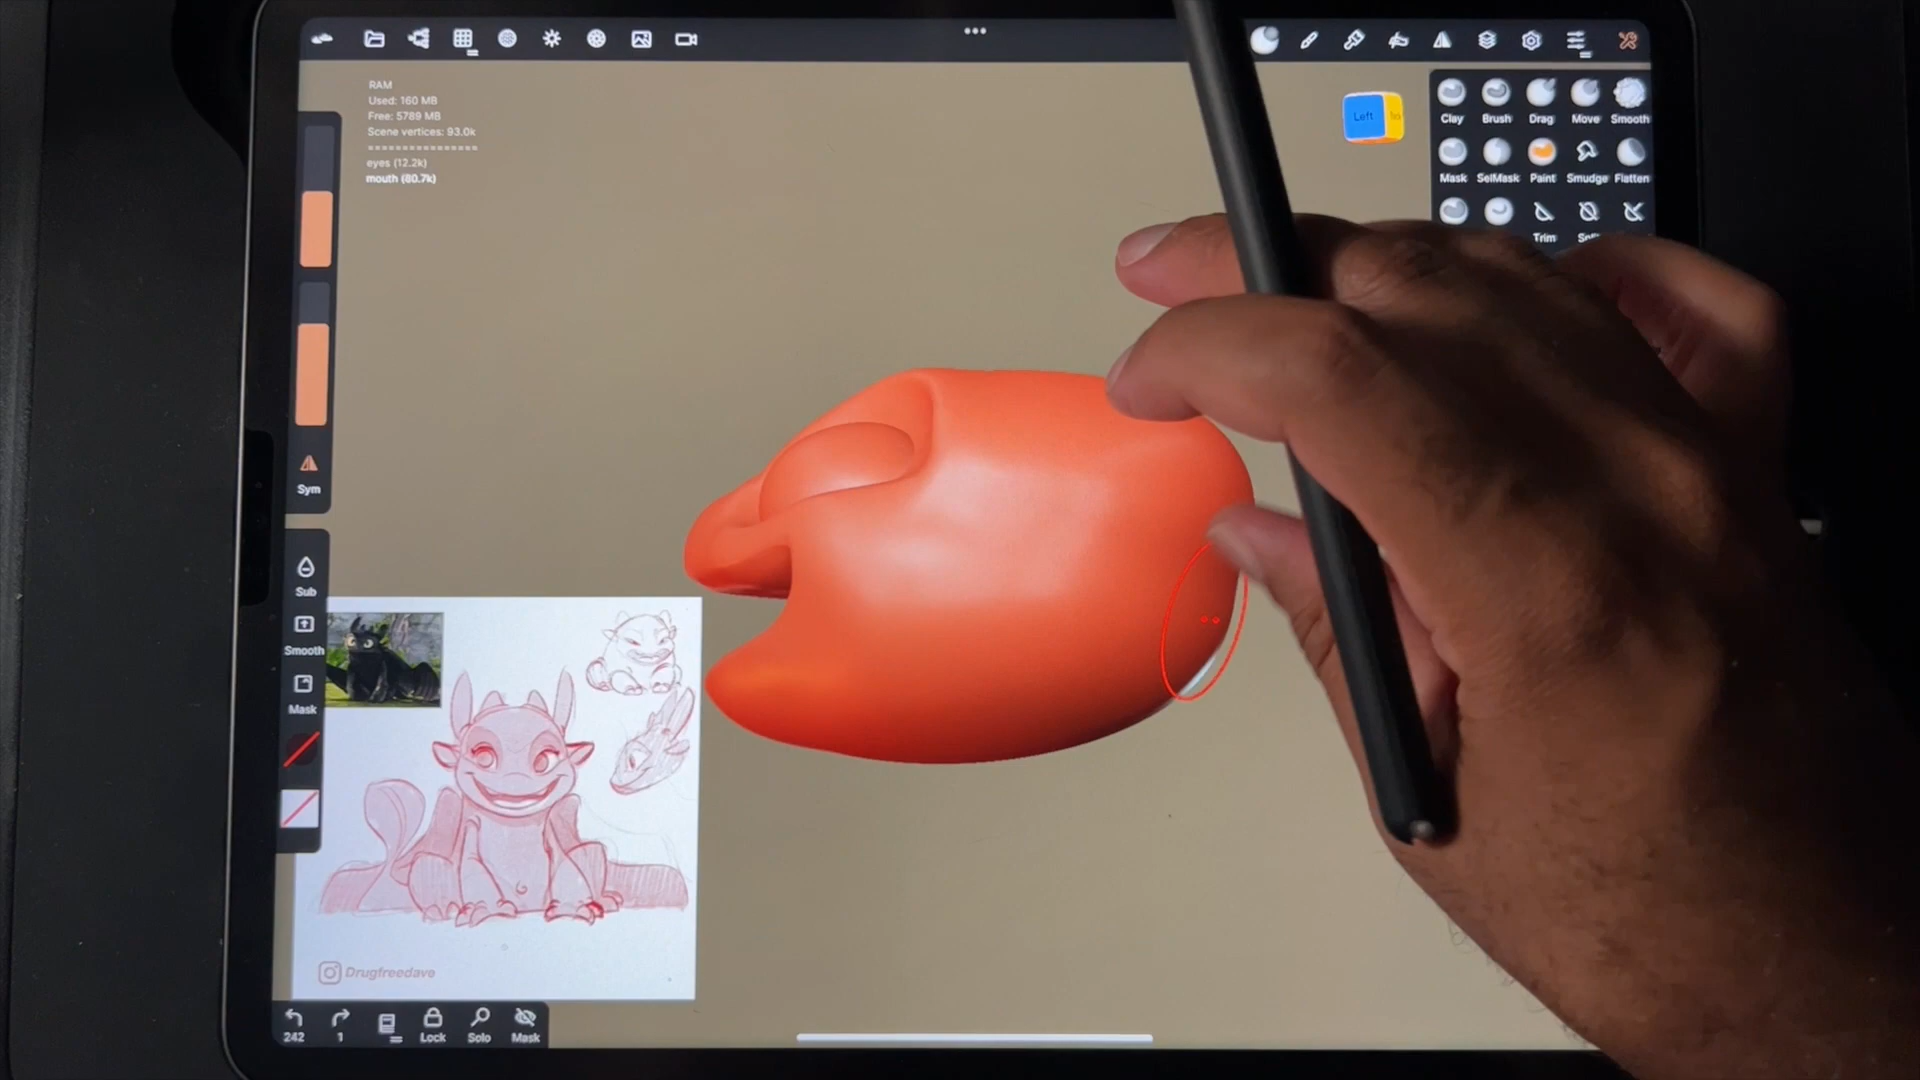 RAM
Used: 160 MB
Free: 5789 MB
Scene vertices: 93.0k
================
eyes (12.2k)
mouth (80.7k)
Left
Clay Brush Drag Move Smooth
Mask SelMask Paint Smudge Flatten
Trim
Sym
Sub
Smooth
Mask
Drugfreedave
242 1 Lock Solo Mask